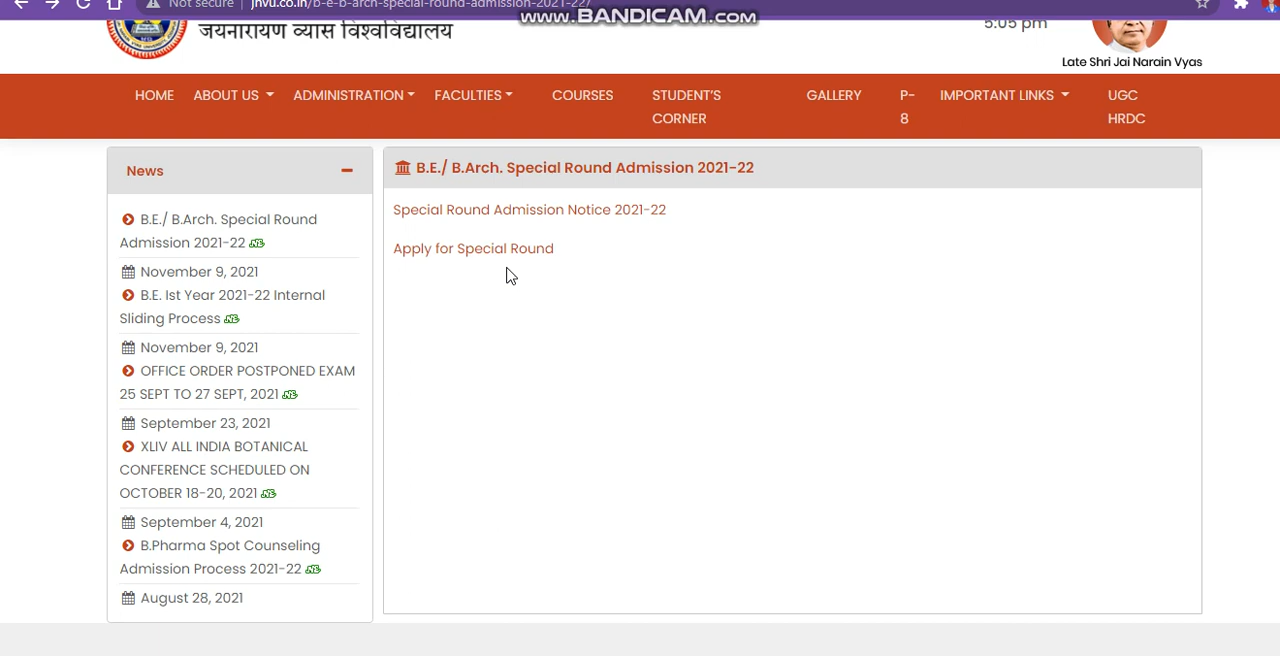 Not secure | jnvu.co.in/b-e-b-arch-special-round-admission-2021-22/
www.BANDICAM.com
जयनारायण व्यास विश्वविद्यालय
5:05 pm
Late Shri Jai Narain Vyas
HOME ABOUT US ADMINISTRATION FACULTIES COURSES STUDENT'S CORNER GALLERY P-8 IMPORTANT LINKS UGC HRDC
News
B.E./ B.Arch. Special Round
Admission 2021-22
November 9, 2021
B.E. Ist Year 2021-22 Internal
Sliding Process
November 9, 2021
OFFICE ORDER POSTPONED EXAM
25 SEPT TO 27 SEPT, 2021
September 23, 2021
XLIV ALL INDIA BOTANICAL
CONFERENCE SCHEDULED ON
OCTOBER 18-20, 2021
September 4, 2021
B.Pharma Spot Counseling
Admission Process 2021-22
August 28, 2021
B.E./ B.Arch. Special Round Admission 2021-22
Special Round Admission Notice 2021-22
Apply for Special Round